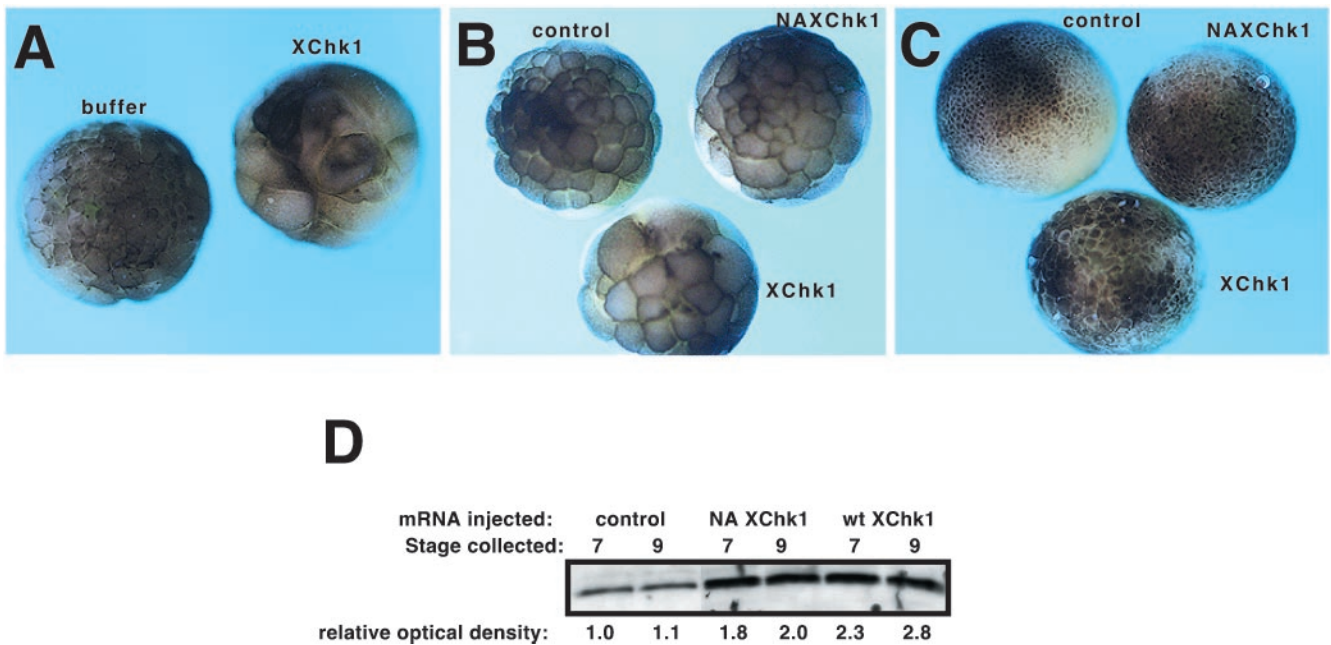 A
XChk1
buffer
B
control
NAXChk1
XChk1
C
control
NAXChk1
XChk1
D
mRNA injected: control NA XChk1 wt XChk1
Stage collected: 7 9 7 9 7 9
relative optical density: 1.0 1.1 1.8 2.0 2.3 2.8